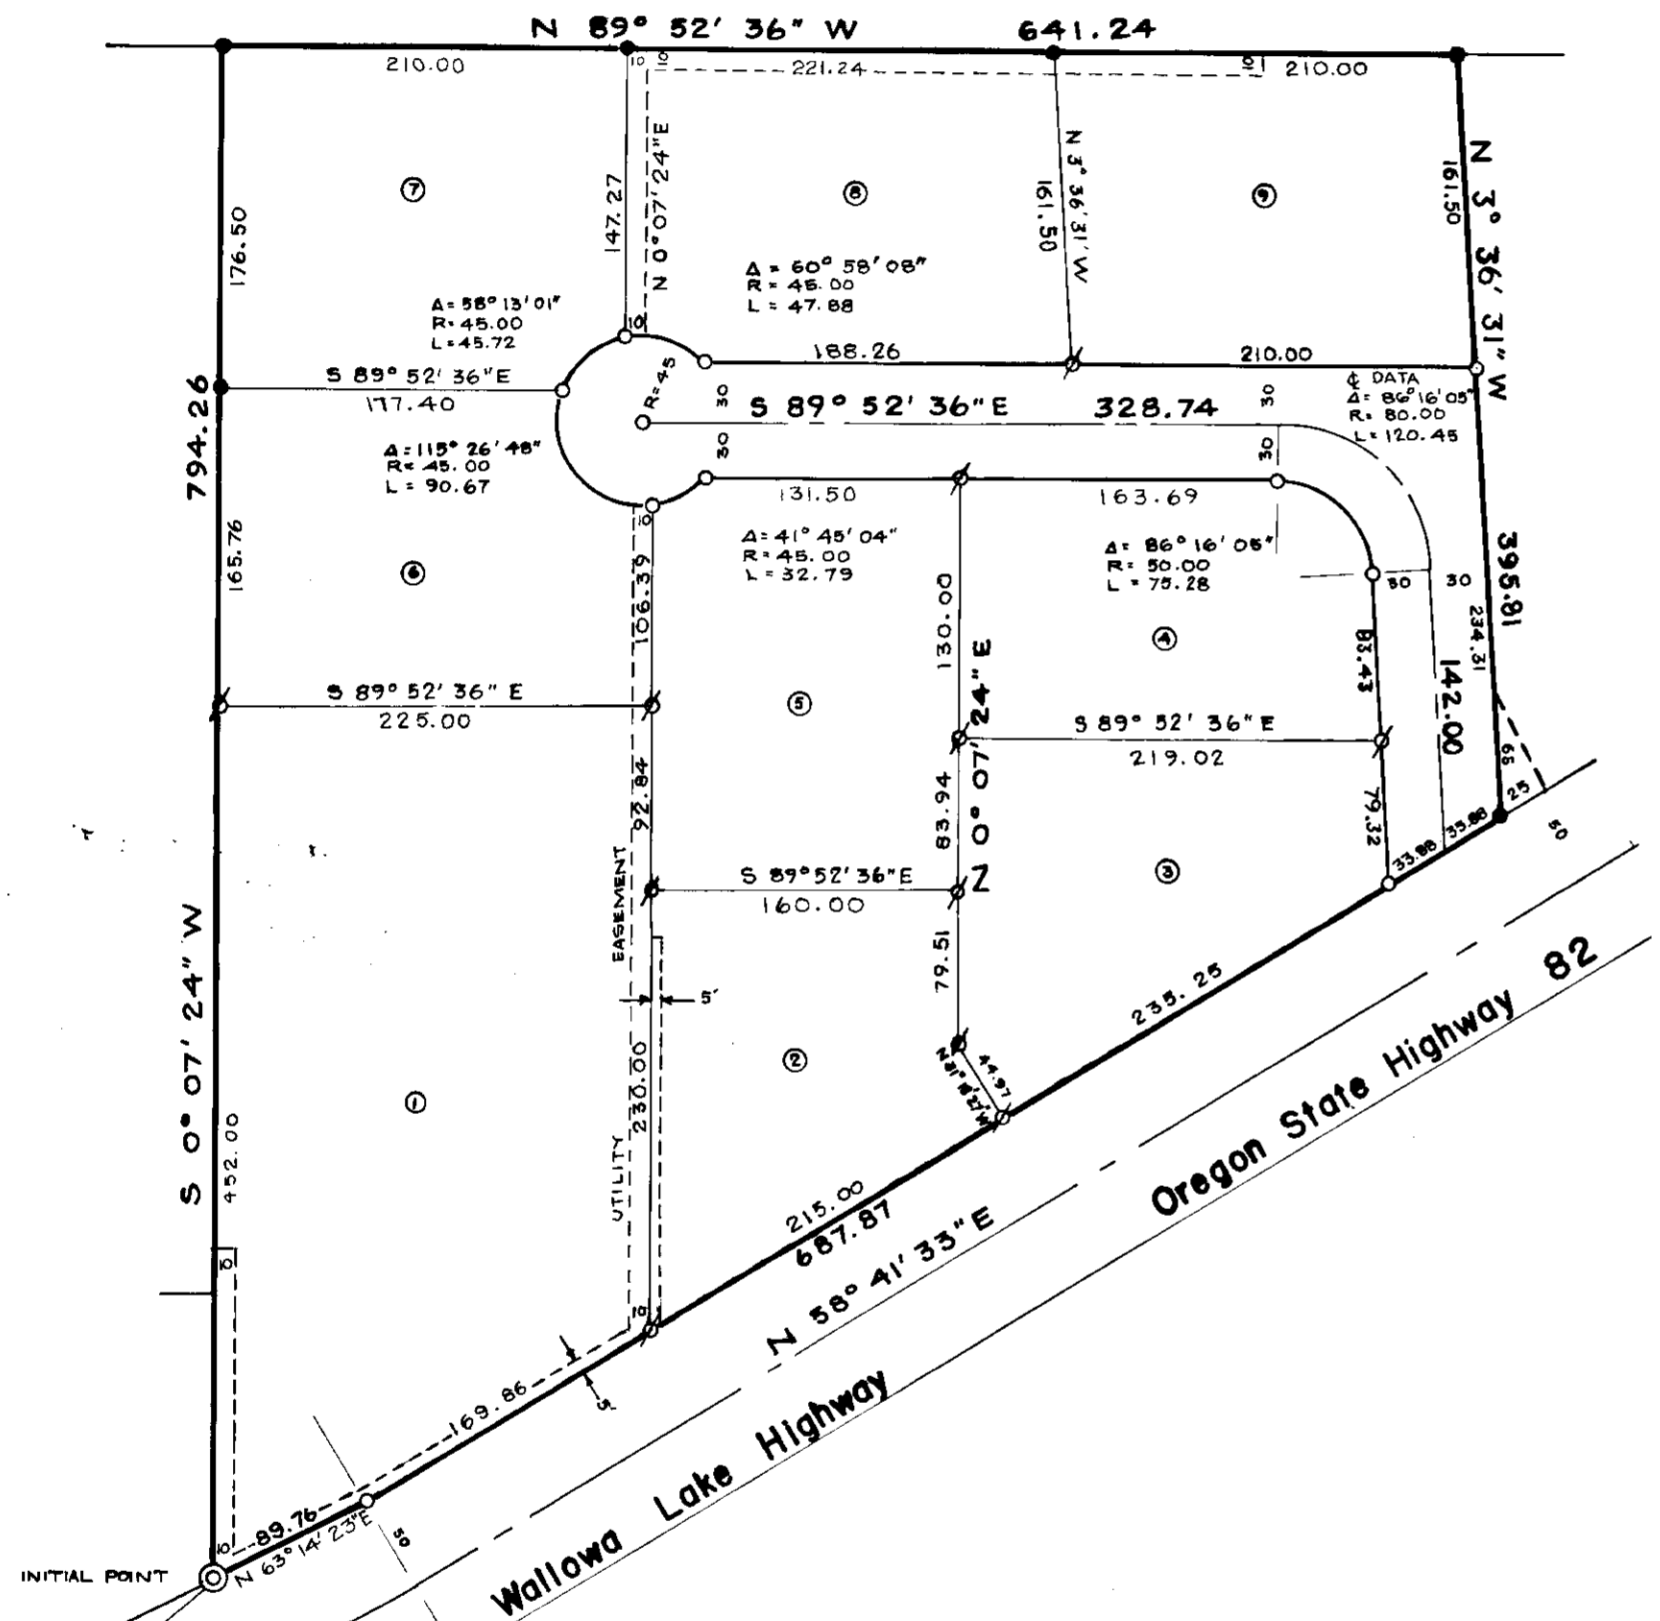 N 89° 52' 36" W 641.24
210.00
10
10
221.24
10
210.00
N 0°07'24"E
147.27
N 3° 36' 31" W
161.50
161.50
N 3° 36' 31" W
7
8
9
176.50
Δ = 60° 58' 08"
R = 45.00
L = 47.88
Δ = 58° 13' 01"
R = 45.00
L = 45.72
10
188.26
210.00
S 89° 52' 36"E
177.40
R=45
30
30
S 89° 52' 36"E 328.74
30
30
℄ DATA
Δ = 86° 16' 05"
R = 80.00
L = 120.45
794.26
Δ = 115° 26' 48"
R = 45.00
L = 90.67
131.50
163.69
10
165.76
6
106.39
Δ = 41° 45' 04"
R = 45.00
L = 32.79
130.00
Δ = 86° 16' 05"
R = 50.00
L = 75.28
30
30
395.81
234.31
4
83.43
142.00
S 89° 52' 36" E
225.00
5
N 0° 07' 24" E
S 89° 52' 36" E
219.02
65
92.84
83.94
79.32
33.88
33.88
25
50
S 89° 52' 36"E
160.00
3
EASEMENT
79.51
S 0° 07' 24" W
5'
235.25
Oregon State Highway 82
230.00
2
44.97
N 31° 18' 27" W
1
452.00
UTILITY
215.00
687.87
N 58° 41' 33" E
10
10
169.86
5'
Wallowa Lake Highway
89.76
N 63° 14' 23"E
50
10
INITIAL POINT